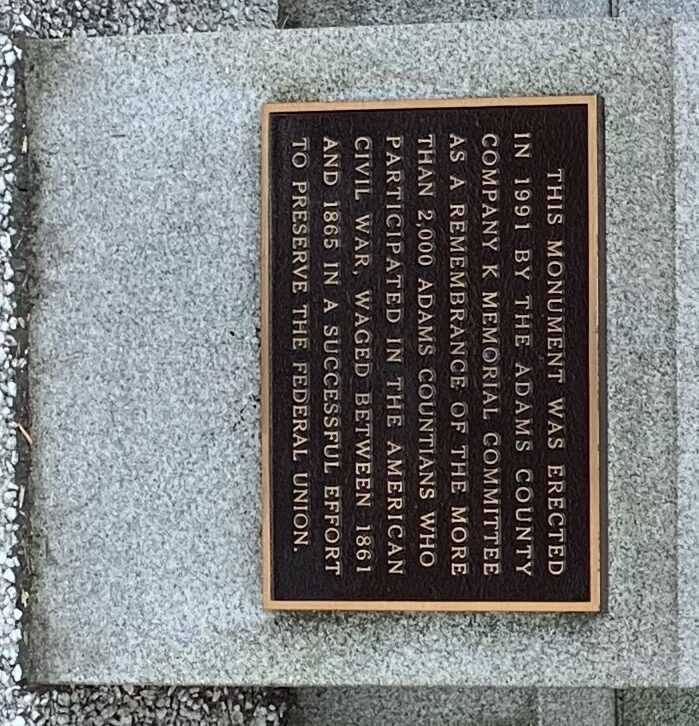 THIS MONUMENT WAS ERECTED
IN 1991 BY THE ADAMS COUNTY
COMPANY K MEMORIAL COMMITTEE
AS A REMEMBRANCE OF THE MORE
THAN 2,000 ADAMS COUNTIANS WHO
PARTICIPATED IN THE AMERICAN
CIVIL WAR, WAGED BETWEEN 1861
AND 1865 IN A SUCCESSFUL EFFORT
TO PRESERVE THE FEDERAL UNION.